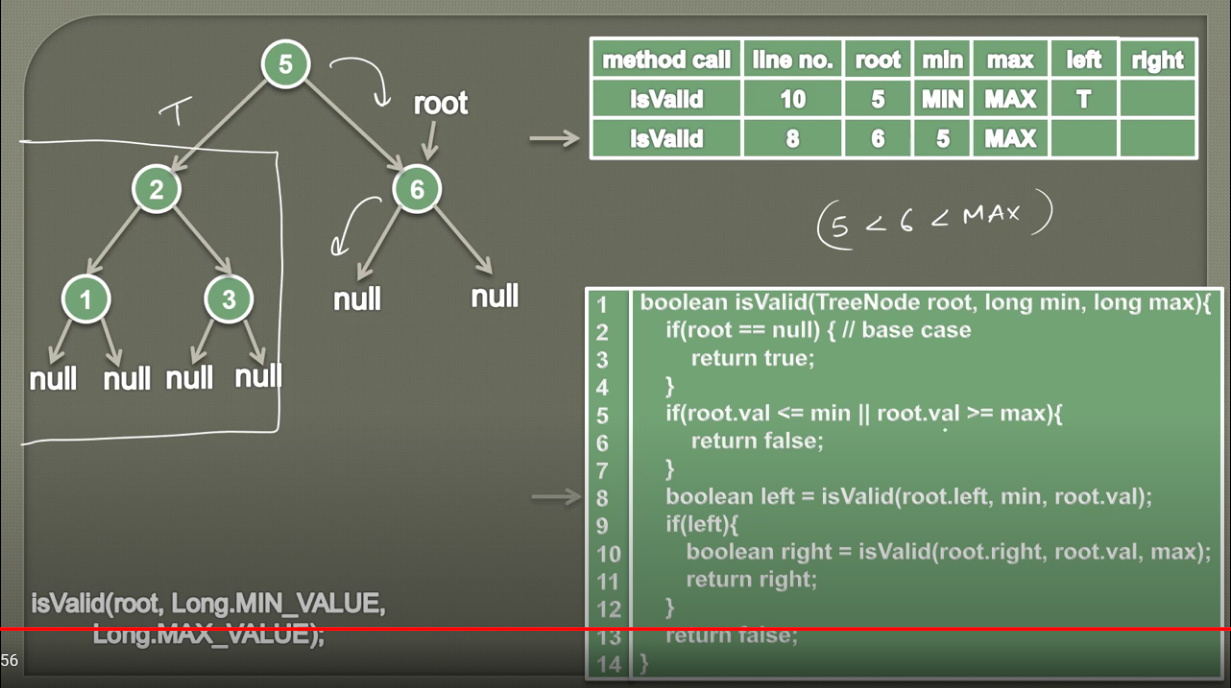 5
T
root
2
6
1
3
null
null
null
null
null
null
method call line no. root min max left right
isValid 10 5 MIN MAX T
isValid 8 6 5 MAX
(5 < 6 < MAX)
1 boolean isValid(TreeNode root, long min, long max){
2 if(root == null) { // base case
3 return true;
4 }
5 if(root.val <= min || root.val >= max){
6 return false;
7 }
8 boolean left = isValid(root.left, min, root.val);
9 if(left){
10 boolean right = isValid(root.right, root.val, max);
11 return right;
12 }
13 return false;
14 }
isValid(root, Long.MIN_VALUE,
Long.MAX_VALUE);
56